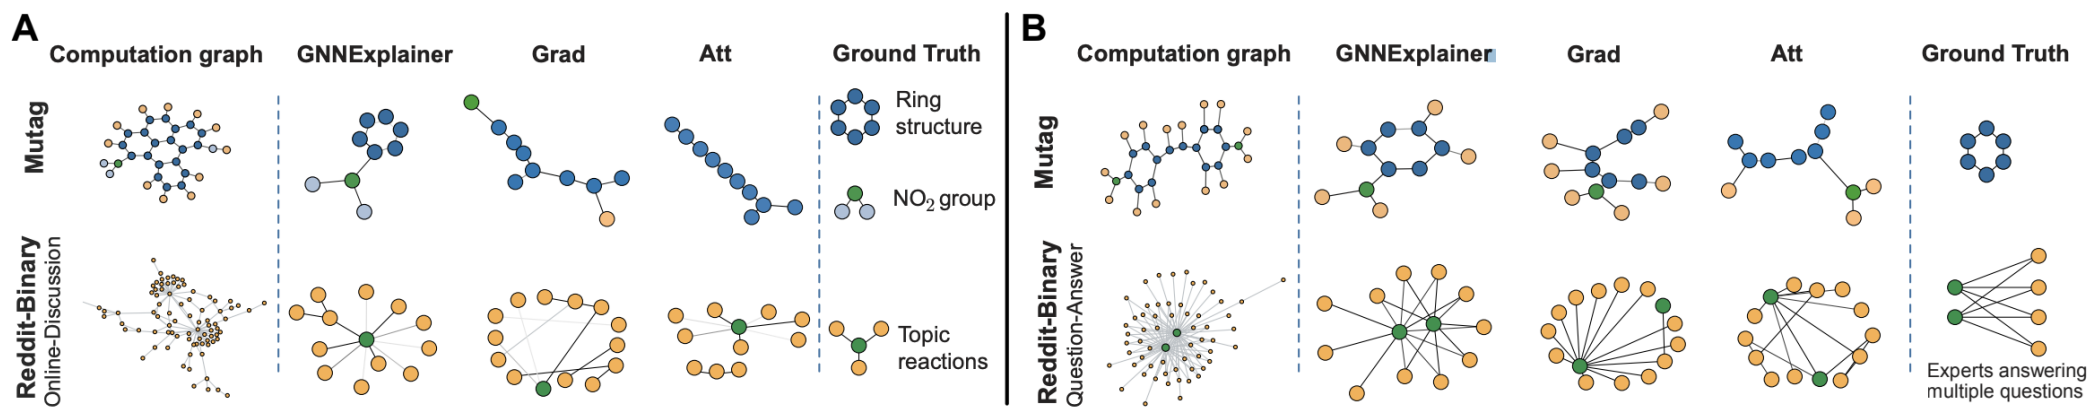 A
Computation graph GNNExplainer Grad Att Ground Truth
Mutag
Ring
structure
NO2 group
Reddit-Binary
Online-Discussion
Topic
reactions
B
Computation graph GNNExplainer Grad Att Ground Truth
Mutag
Reddit-Binary
Question-Answer
Experts answering
multiple questions